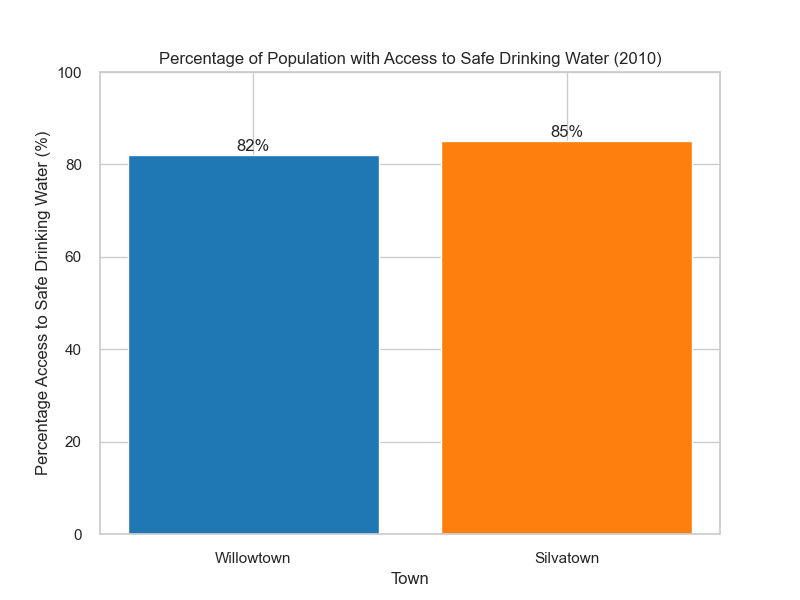 Percentage of Population with Access to Safe Drinking Water (2010)
Percentage Access to Safe Drinking Water (%)
100
80
60
40
20
0
82%
85%
Willowtown
Silvatown
Town